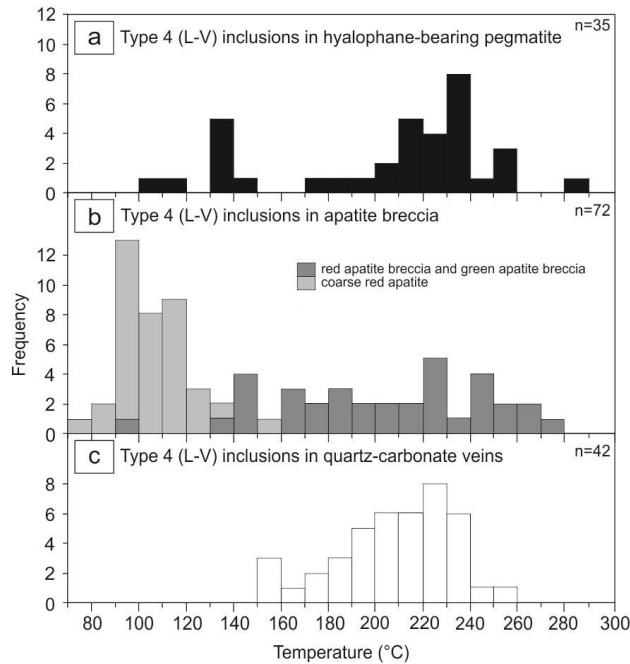 12
a Type 4 (L-V) inclusions in hyalophane-bearing pegmatite n=35
10
8
6
4
2
0
b Type 4 (L-V) inclusions in apatite breccia n=72
12
red apatite breccia and green apatite breccia
coarse red apatite
10
8
6
4
2
0
Frequency
c Type 4 (L-V) inclusions in quartz-carbonate veins n=42
8
6
4
2
0
80 100 120 140 160 180 200 220 240 260 280 300
Temperature (°C)